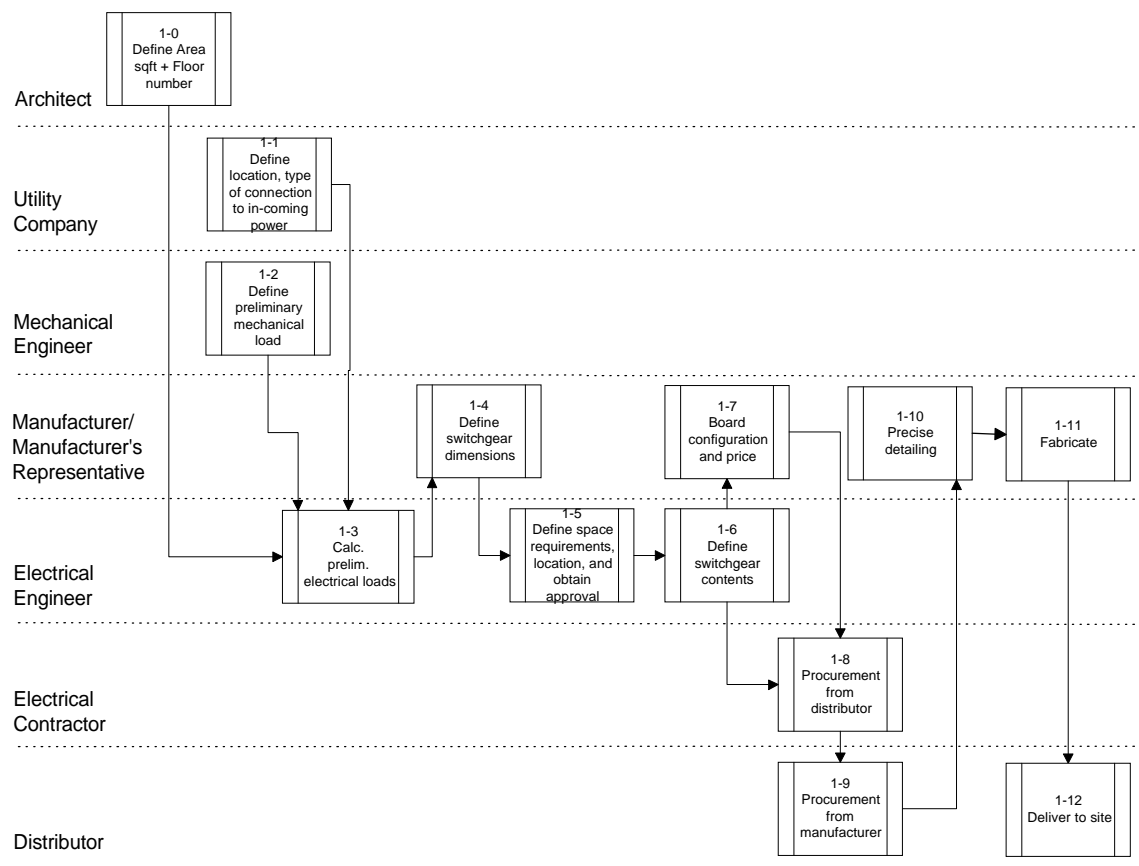 1-0
Define Area
sqft + Floor
number
Architect
1-1
Define
location, type
of connection
to in-coming
power
Utility
Company
1-2
Define
preliminary
mechanical
load
Mechanical
Engineer
Manufacturer/
Manufacturer's
Representative
1-4
Define
switchgear
dimensions
1-7
Board
configuration
and price
1-10
Precise
detailing
1-11
Fabricate
Electrical
Engineer
1-3
Calc.
prelim.
electrical loads
1-5
Define space
requirements,
location, and
obtain
approval
1-6
Define
switchgear
contents
Electrical
Contractor
1-8
Procurement
from
distributor
1-9
Procurement
from
manufacturer
1-12
Deliver to site
Distributor